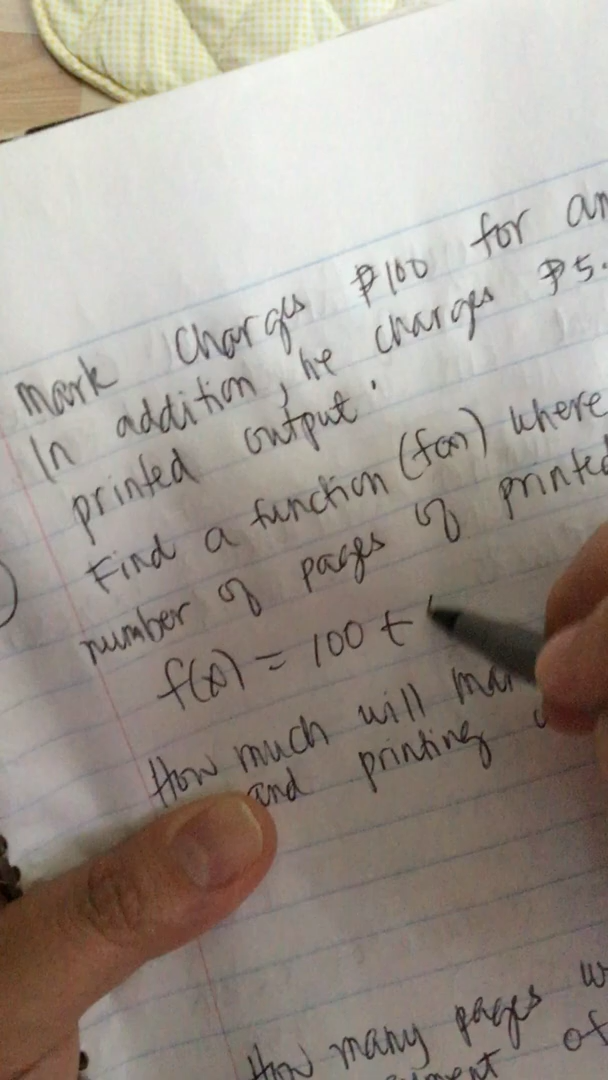 Mark charges ₱100 for an
In addition, he charges ₱5.
printed output.
Find a function (f(x)) where
number of pages of printed
f(x) = 100 +
How much will
and printing
How many pages
of